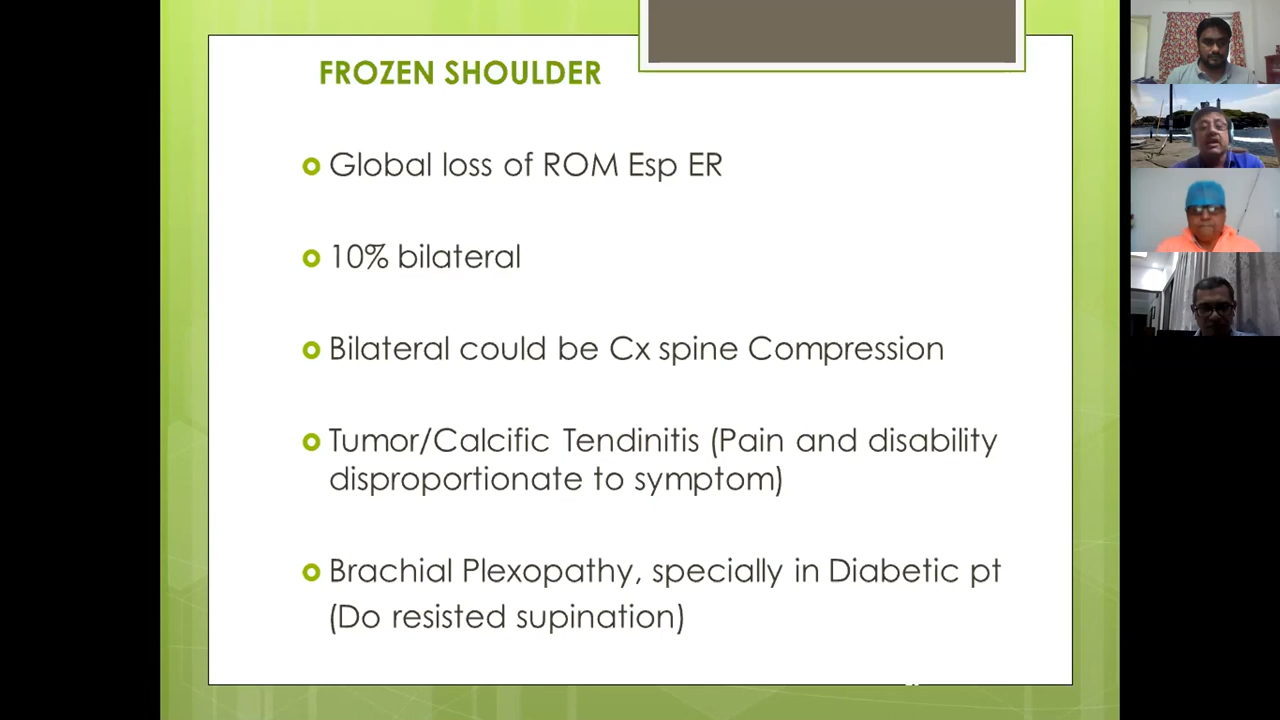 FROZEN SHOULDER
Global loss of ROM Esp ER
10% bilateral
Bilateral could be Cx spine Compression
Tumor/Calcific Tendinitis (Pain and disability
disproportionate to symptom)
Brachial Plexopathy, specially in Diabetic pt
(Do resisted supination)